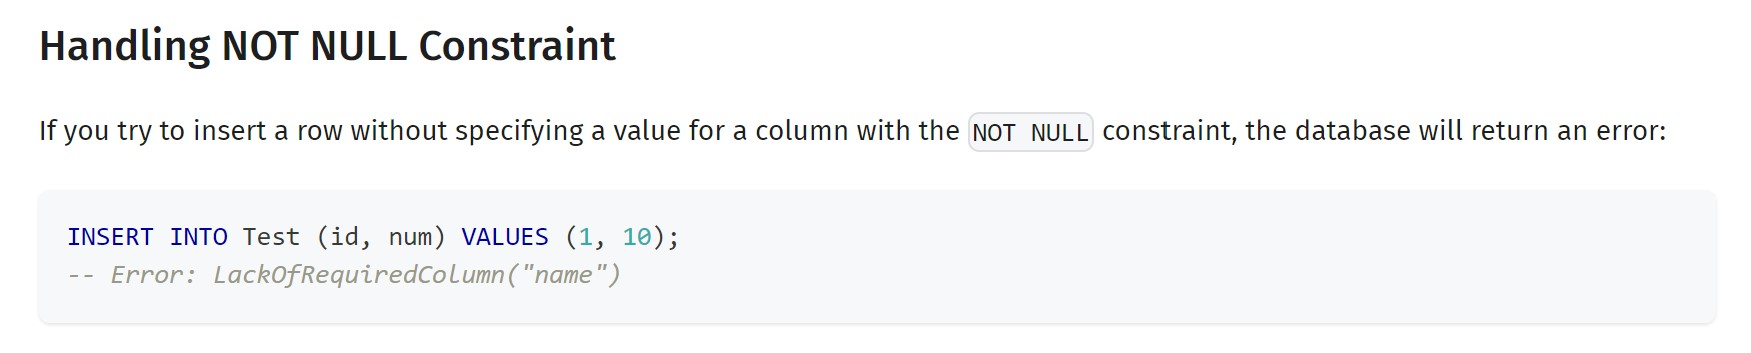 Handling NOT NULL Constraint
If you try to insert a row without specifying a value for a column with the NOT NULL constraint, the database will return an error:
INSERT INTO Test (id, num) VALUES (1, 10);
-- Error: LackOfRequiredColumn("name")